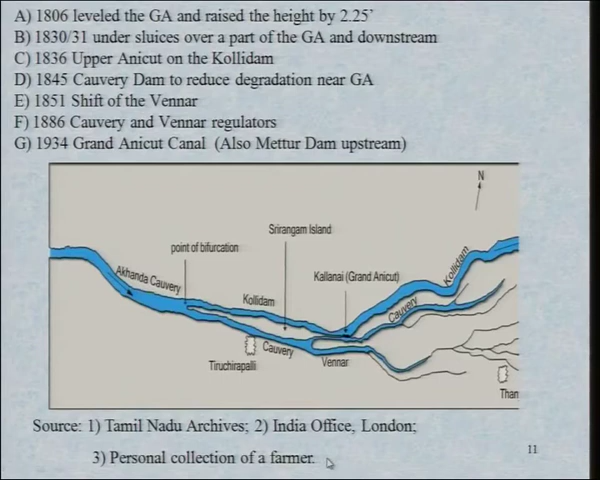 A) 1806 leveled the GA and raised the height by 2.25'
B) 1830/31 under sluices over a part of the GA and downstream
C) 1836 Upper Anicut on the Kollidam
D) 1845 Cauvery Dam to reduce degradation near GA
E) 1851 Shift of the Vennar
F) 1886 Cauvery and Vennar regulators
G) 1934 Grand Anicut Canal (Also Mettur Dam upstream)
N
Srirangam Island
point of bifurcation
Kollidam
Akhanda Cauvery
Kallanai (Grand Anicut)
Kollidam
Cauvery
Cauvery
Tiruchirapalli
Vennar
Than
Source: 1) Tamil Nadu Archives; 2) India Office, London;
3) Personal collection of a farmer.
11